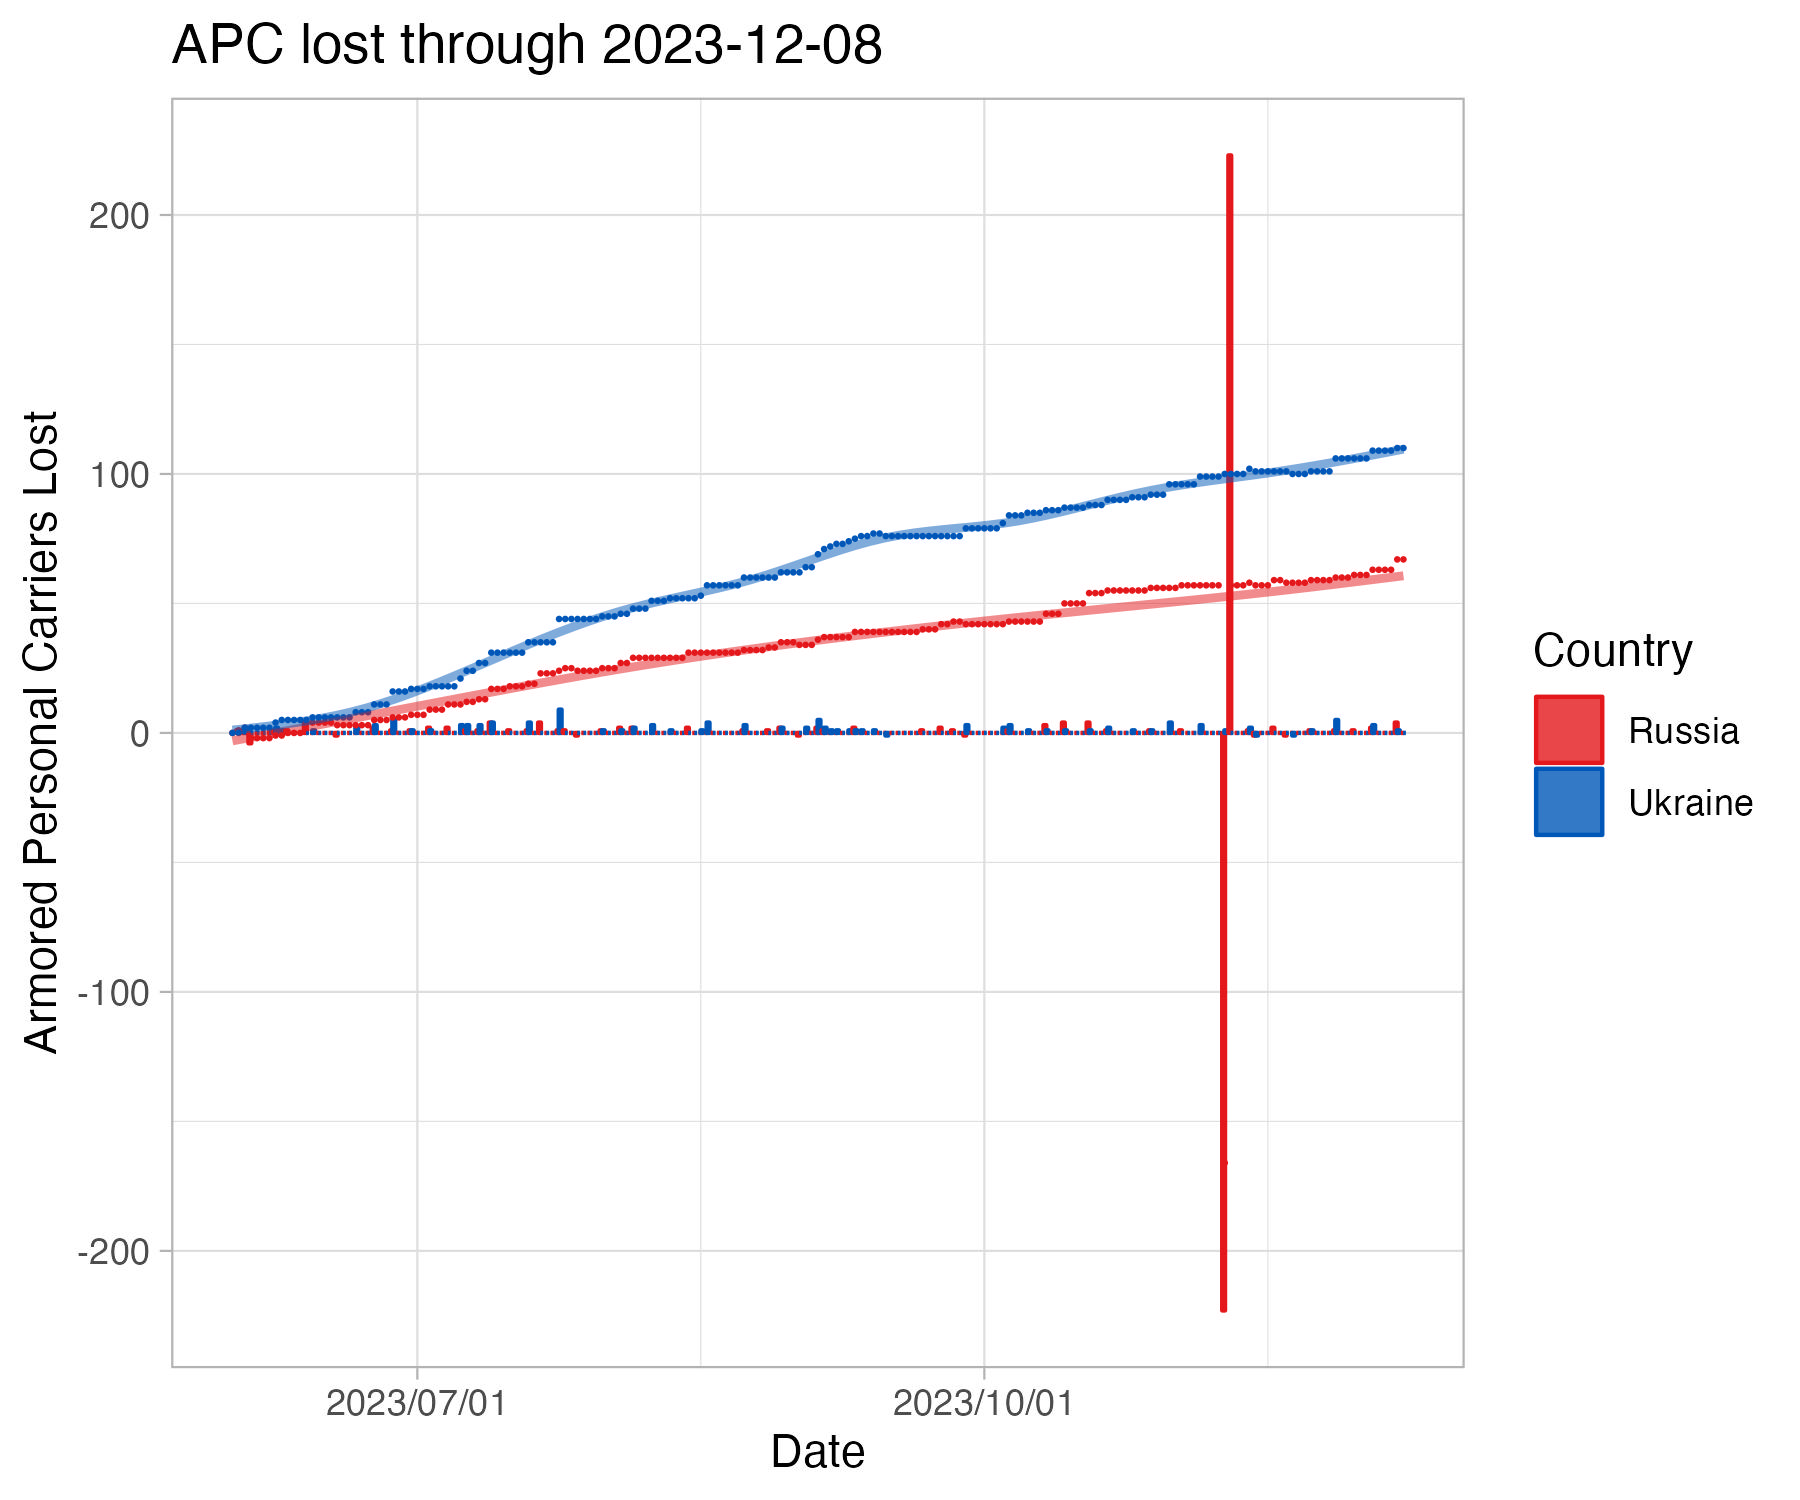 APC lost through 2023-12-08
Armored Personal Carriers Lost
200
100
0
-100
-200
2023/07/01
2023/10/01
Date
Country
Russia
Ukraine